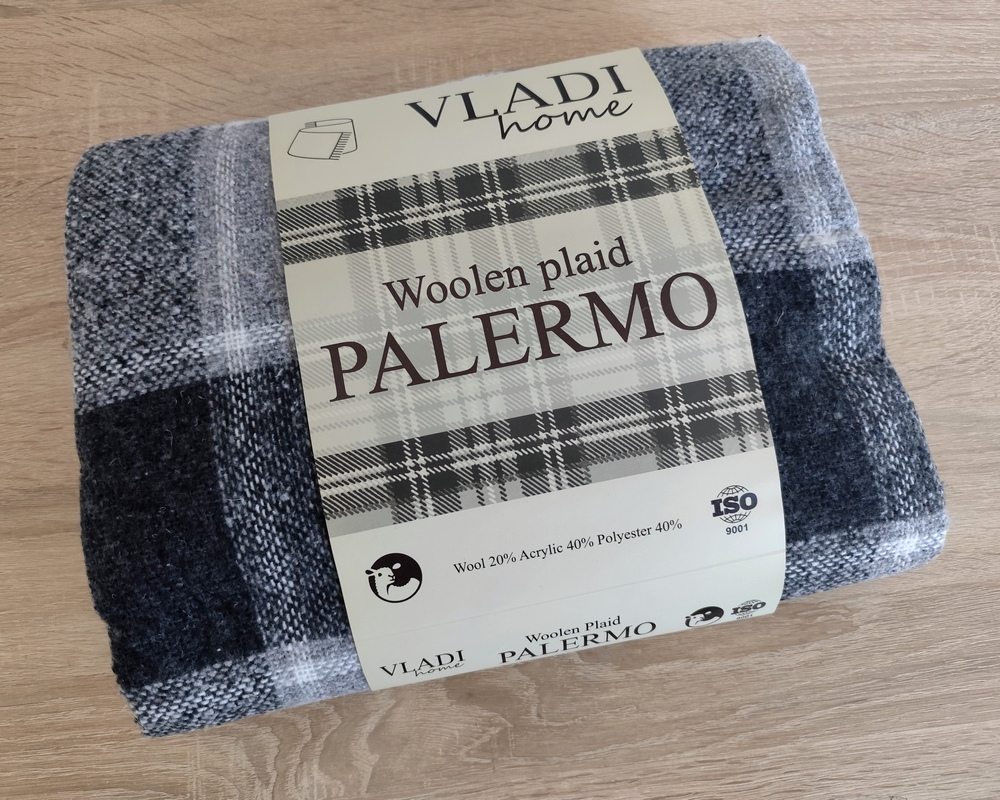 VLADI
home
Woolen plaid
PALERMO
ISO
9001
Wool 20% Acrylic 40% Polyester 40%
Woolen Plaid
PALERMO
VLADI
home
ISO
9001